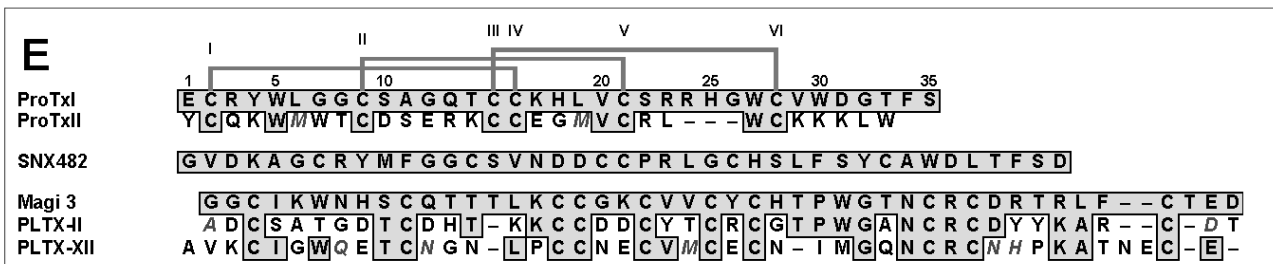 E
I II III IV V VI
1 5 10 20 25 30 35
ProTxI E C R Y W L G G C S A G Q T C C K H L V C S R R H G W C V W D G T F S
ProTxII Y C Q K W M W T C D S E R K C C E G M V C R L – – – W C K K K L W
SNX482 G V D K A G C R Y M F G G C S V N D D C C P R L G C H S L F S Y C A W D L T F S D
Magi 3 G G C I K W N H S C Q T T T L K C C G K C V V C Y C H T P W G T N C R C D R T R L F – – C T E D
PLTX-II A D C S A T G D T C D H T – K K C C D D C Y T C R C G T P W G A N C R C D Y Y K A R – – C – D T
PLTX-XII A V K C I G W Q E T C N G N – L P C C N E C V M C E C N – I M G Q N C R C N H P K A T N E C – E –